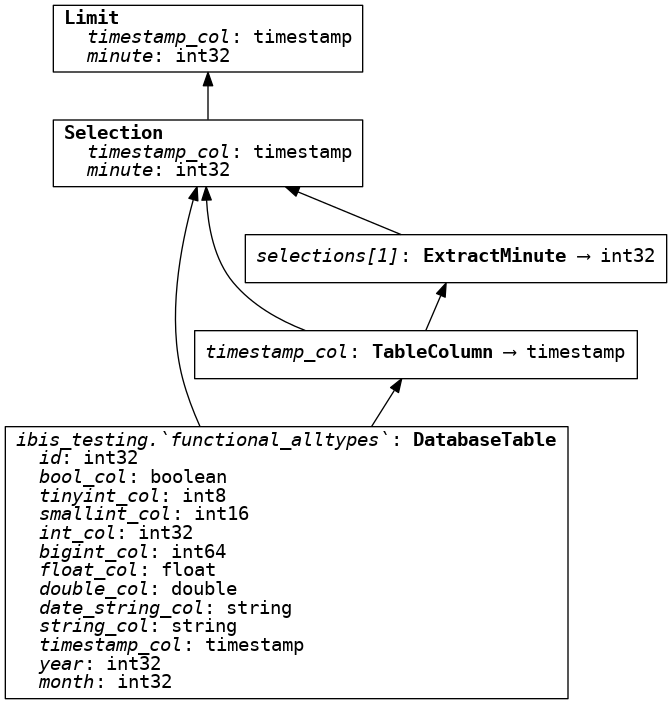 Limit
timestamp_col: timestamp
minute: int32
Selection
timestamp_col: timestamp
minute: int32
selections[1]: ExtractMinute → int32
timestamp_col: TableColumn → timestamp
ibis_testing.`functional_alltypes`: DatabaseTable
id: int32
bool_col: boolean
tinyint_col: int8
smallint_col: int16
int_col: int32
bigint_col: int64
float_col: float
double_col: double
date_string_col: string
string_col: string
timestamp_col: timestamp
year: int32
month: int32